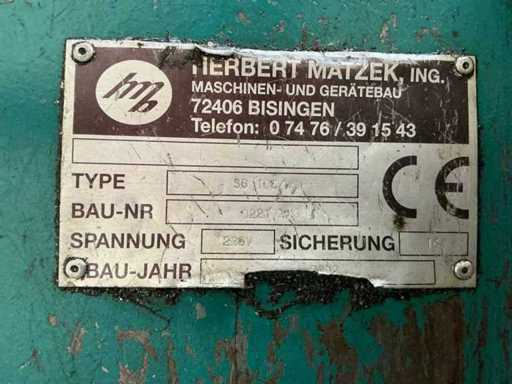 HERBERT MATZEK, ING.
MASCHINEN- UND GERÄTEBAU
72406 BISINGEN
Telefon: 0 74 76 / 39 15 43
TYPE
BAU-NR
SPANNUNG SICHERUNG
BAU-JAHR
CE